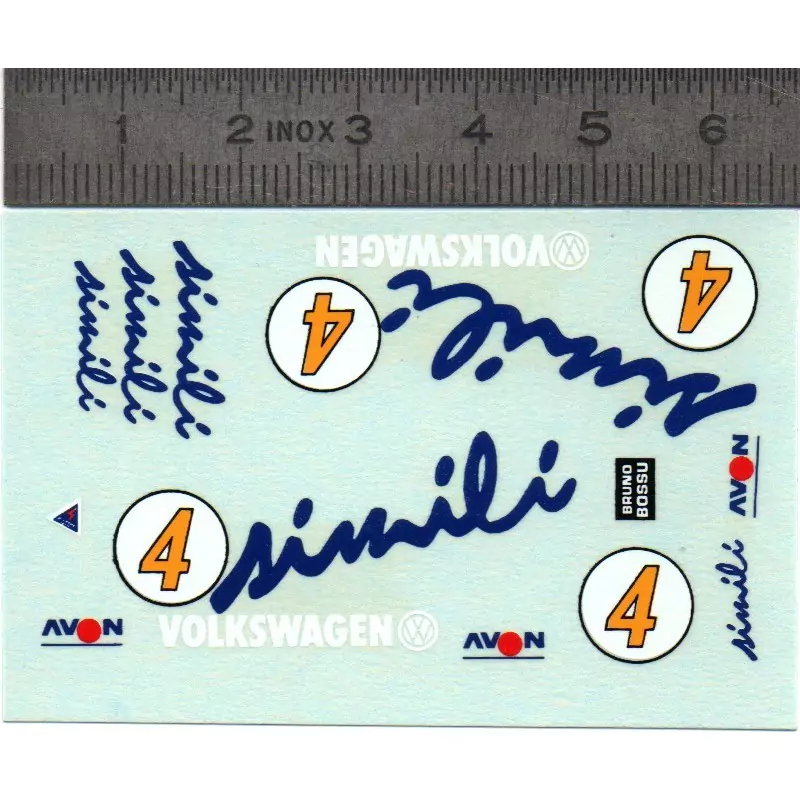 1 2 INOX 3 4 5 6
VOLKSWAGEN
4
4
simili
simili
simili
simili
simili
BRUNO
BOSSU
AVON
4
4
simili
AVON
VOLKSWAGEN
AVON